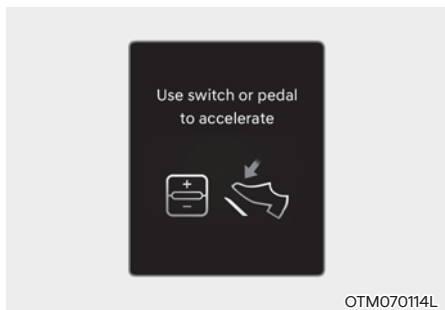 Use switch or pedal
to accelerate
+
−
OTM070114L